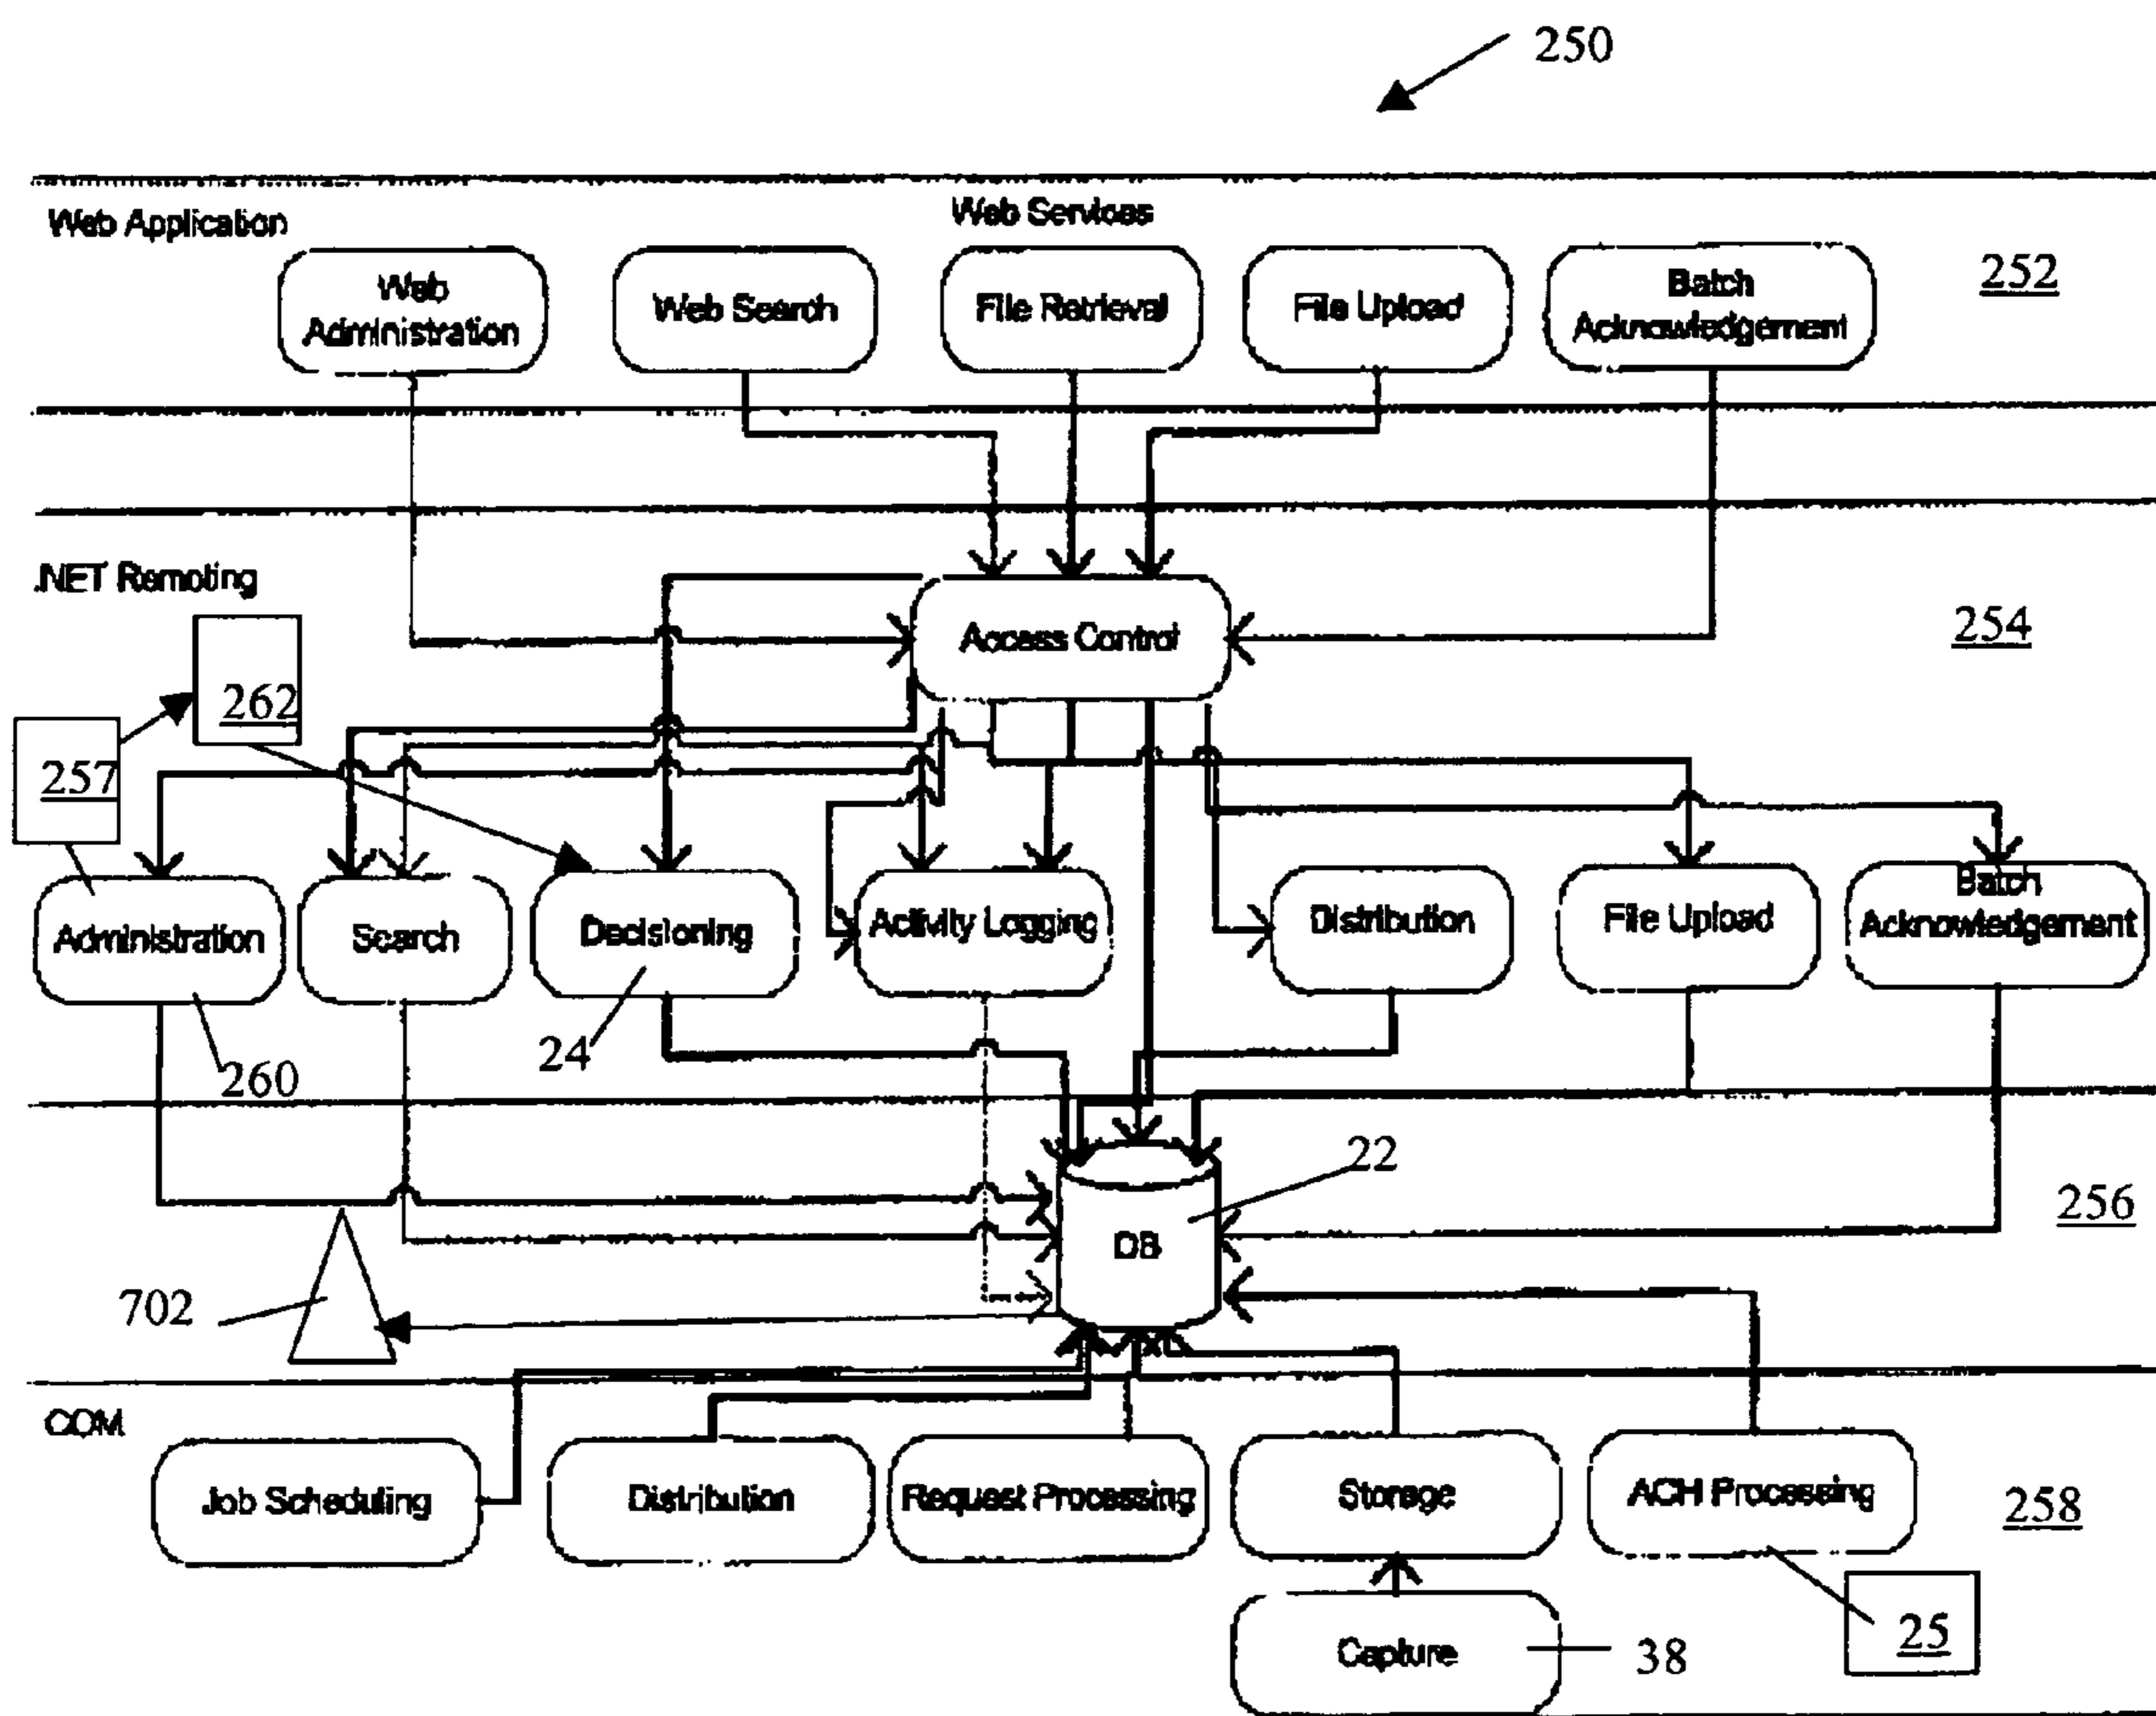 250
Web Application
Web Services
Web
Administration
Web Search
File Retrieval
File Upload
Batch
Acknowledgement
252
.NET Remoting
Access Control
254
262
257
Administration
Search
Decisioning
Activity Logging
Distribution
File Upload
Batch
Acknowledgement
24
260
22
DB
256
702
COM
Job Scheduling
Distribution
Request Processing
Storage
ACH Processing
258
Capture
38
25